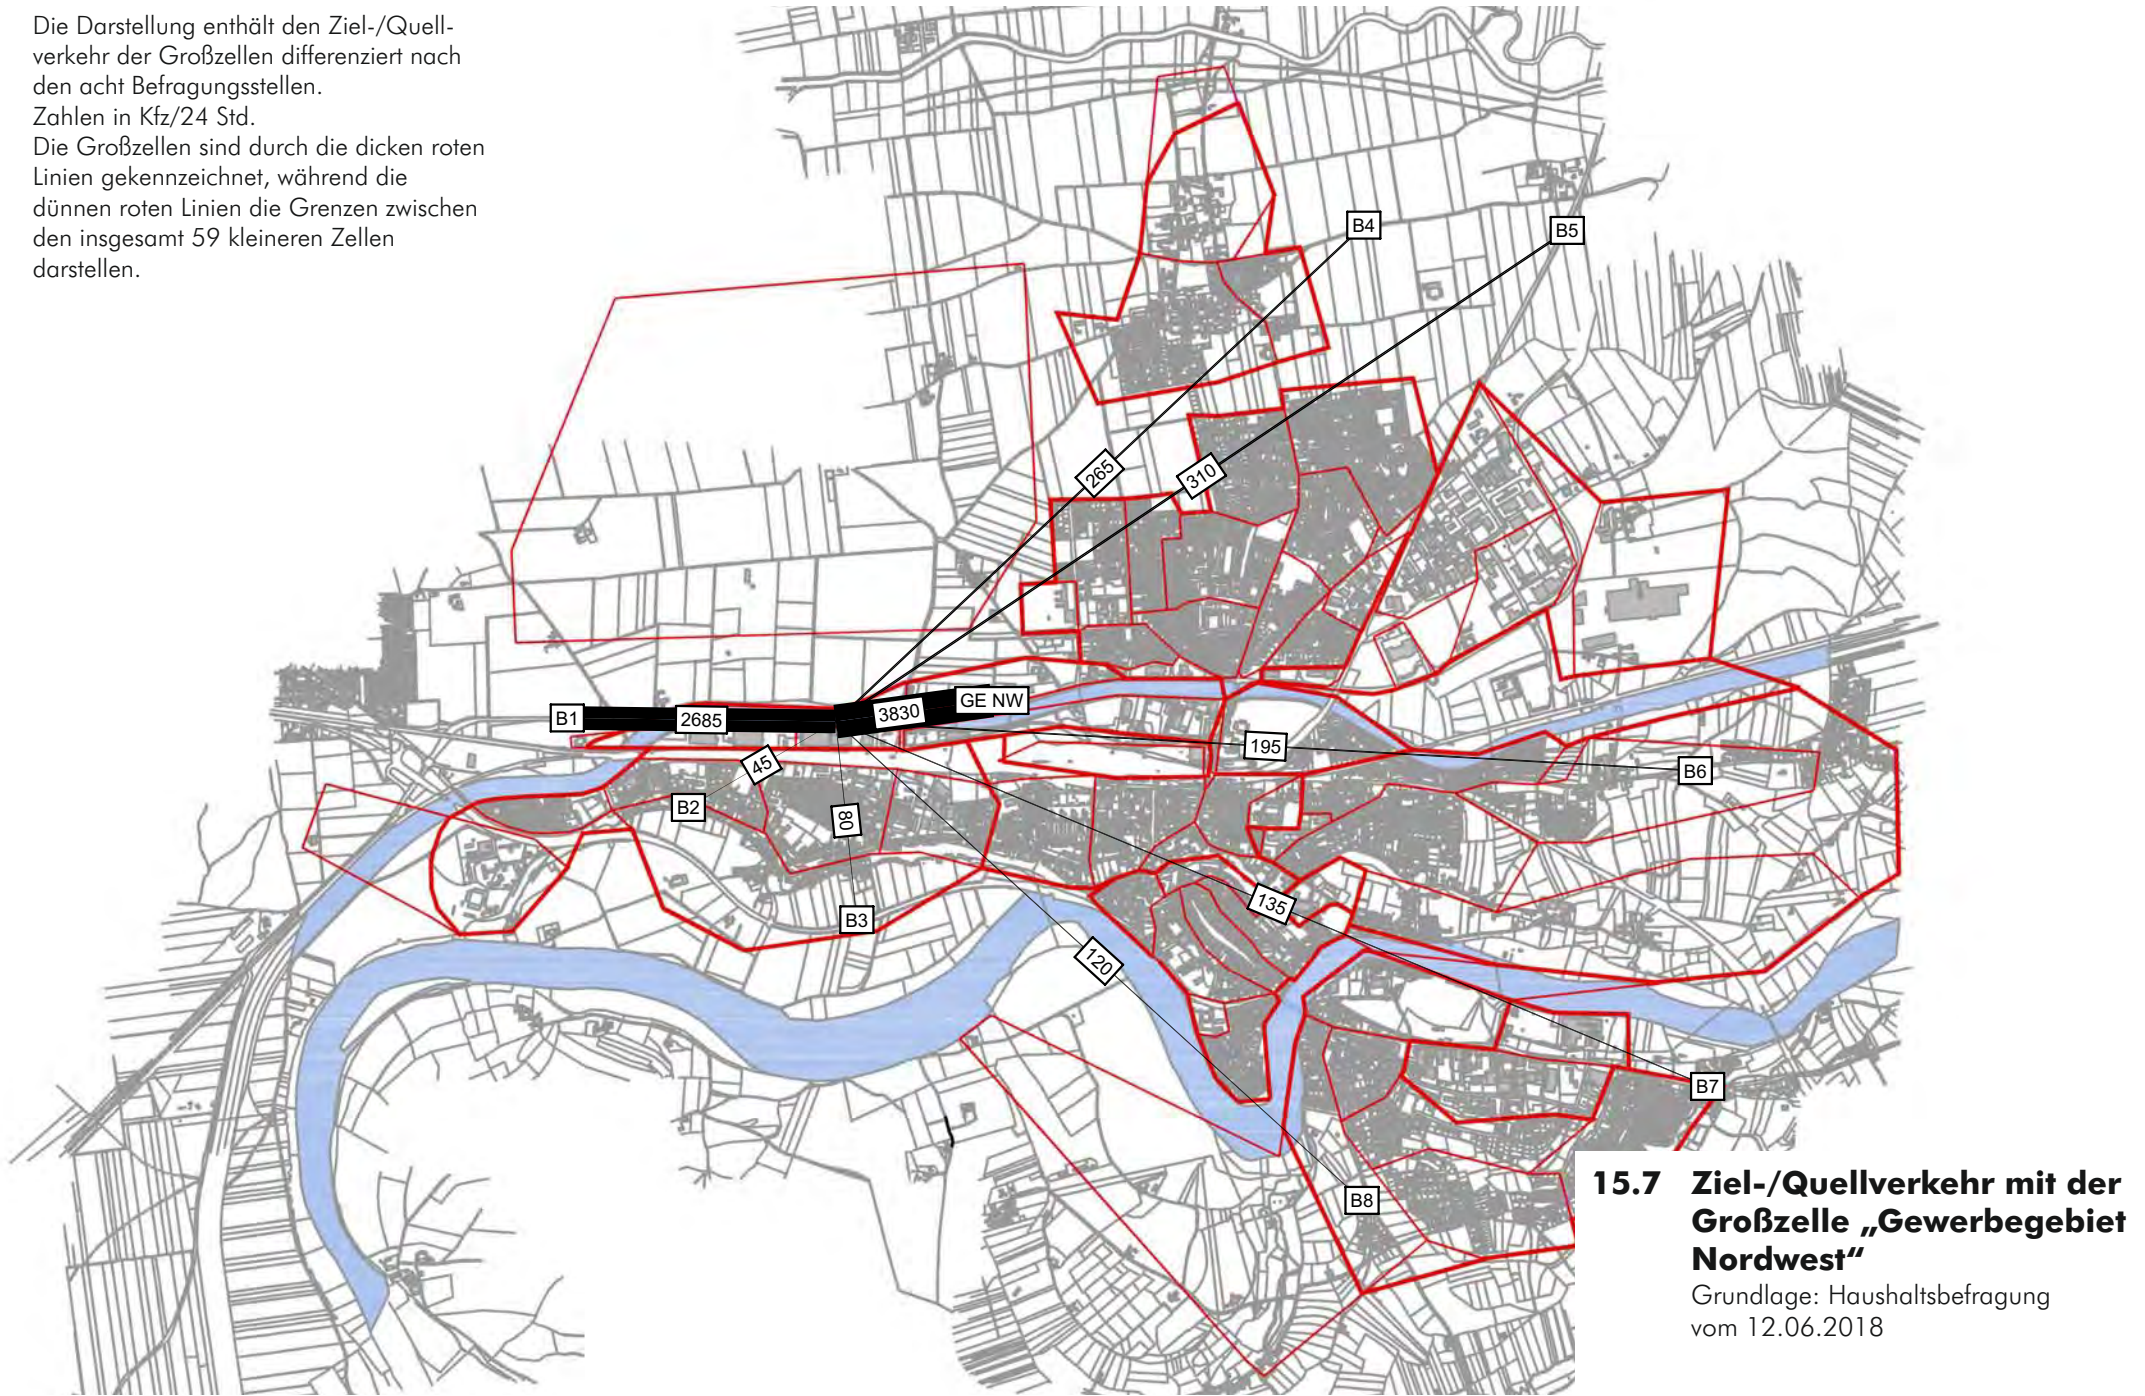 Die Darstellung enthält den Ziel-/Quell-
verkehr der Großzellen differenziert nach
den acht Befragungsstellen.
Zahlen in Kfz/24 Std.
Die Großzellen sind durch die dicken roten
Linien gekennzeichnet, während die
dünnen roten Linien die Grenzen zwischen
den insgesamt 59 kleineren Zellen
darstellen.
B4
B5
265
310
B1
2685
3830
GE NW
195
B6
45
B2
80
B3
135
120
B7
B8
15.7 Ziel-/Quellverkehr mit der
Großzelle „Gewerbegebiet
Nordwest“
Grundlage: Haushaltsbefragung
vom 12.06.2018